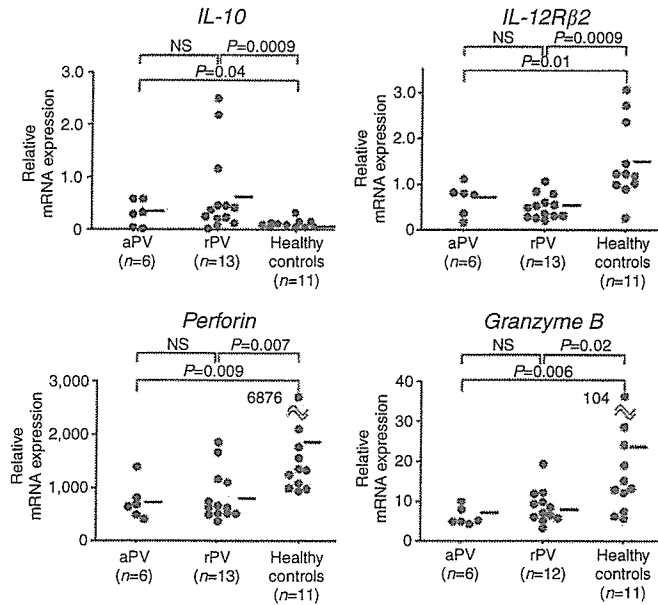 IL-10
NS P=0.0009
P=0.04
Relative mRNA expression
3.0
2.0
1.0
0.0
aPV (n=6)
rPV (n=13)
Healthy controls (n=11)
IL-12Rβ2
NS P=0.0009
P=0.01
Relative mRNA expression
3.0
2.0
1.0
0.0
aPV (n=6)
rPV (n=13)
Healthy controls (n=11)
Perforin
NS P=0.007
P=0.009
6876
Relative mRNA expression
3,000
2,000
1,000
0
aPV (n=6)
rPV (n=13)
Healthy controls (n=11)
Granzyme B
NS P=0.02
P=0.006
104
Relative mRNA expression
40
30
20
10
0
aPV (n=6)
rPV (n=12)
Healthy controls (n=11)